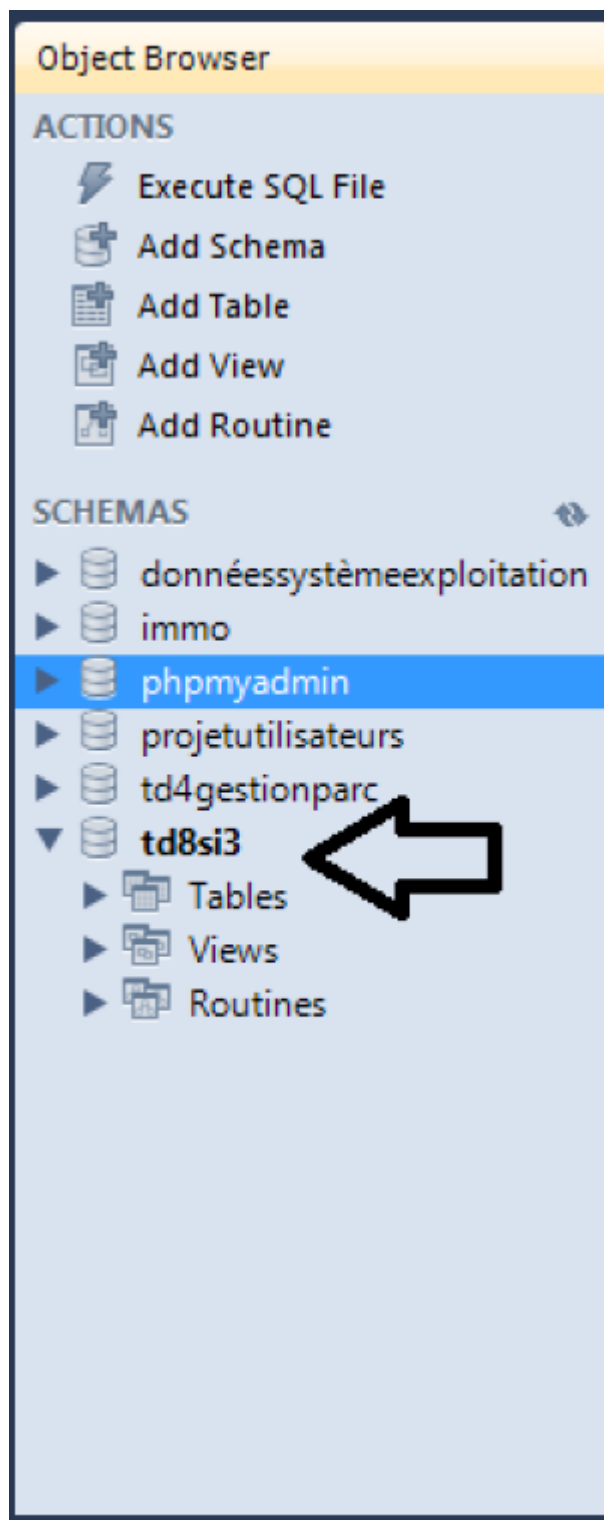 Object Browser
ACTIONS
Execute SQL File
Add Schema
Add Table
Add View
Add Routine
SCHEMAS
donnéessystèmeexploitation
immo
phpmyadmin
projetutilisateurs
td4gestionparc
td8si3
Tables
Views
Routines